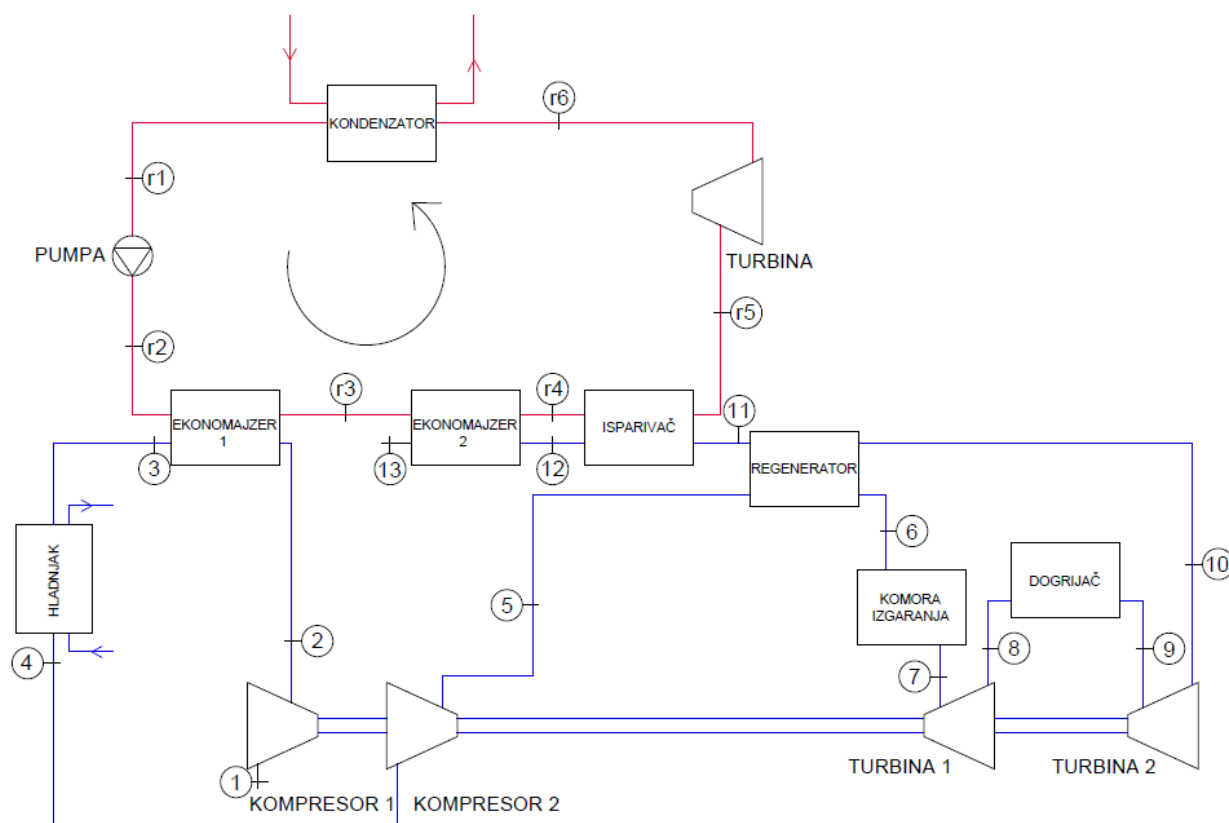 KONDENZATOR
r6
r1
PUMPA
TURBINA
r5
r2
r3
r4
11
EKONOMAJZER
1
EKONOMAJZER
2
ISPARIVAČ
REGENERATOR
3
13
12
HLADNJAK
5
6
DOGRIJAČ
10
KOMORA
IZGARANJA
4
2
7
8
9
1
KOMPRESOR 1
KOMPRESOR 2
TURBINA 1
TURBINA 2